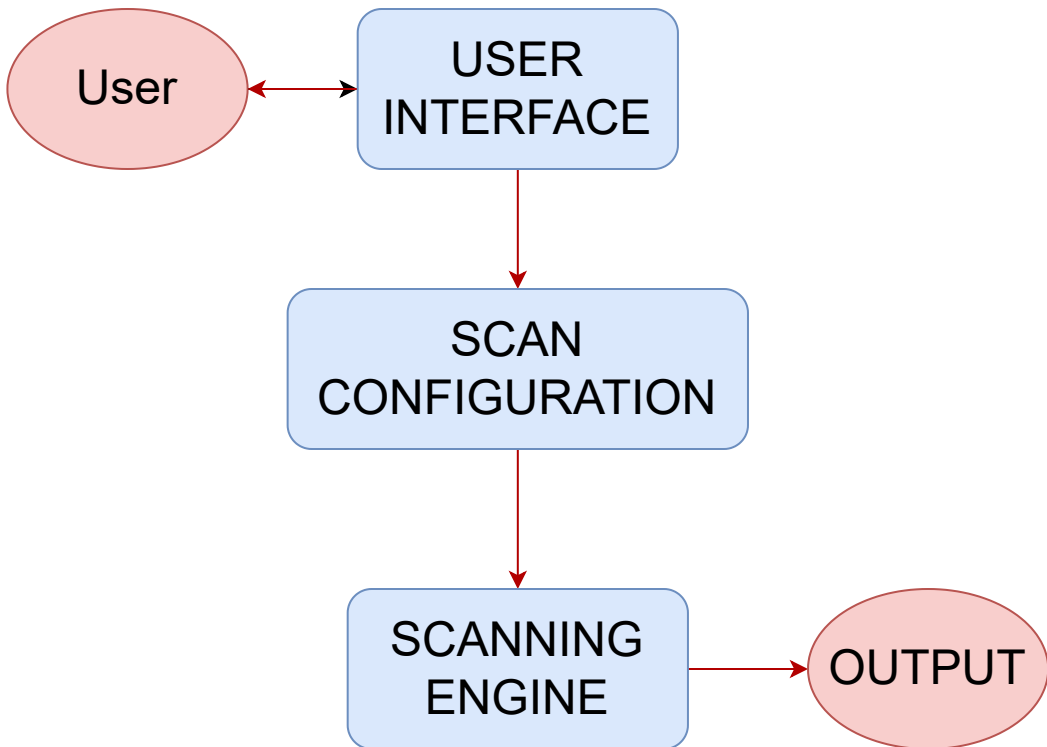 User
USER
INTERFACE
SCAN
CONFIGURATION
SCANNING
ENGINE
OUTPUT